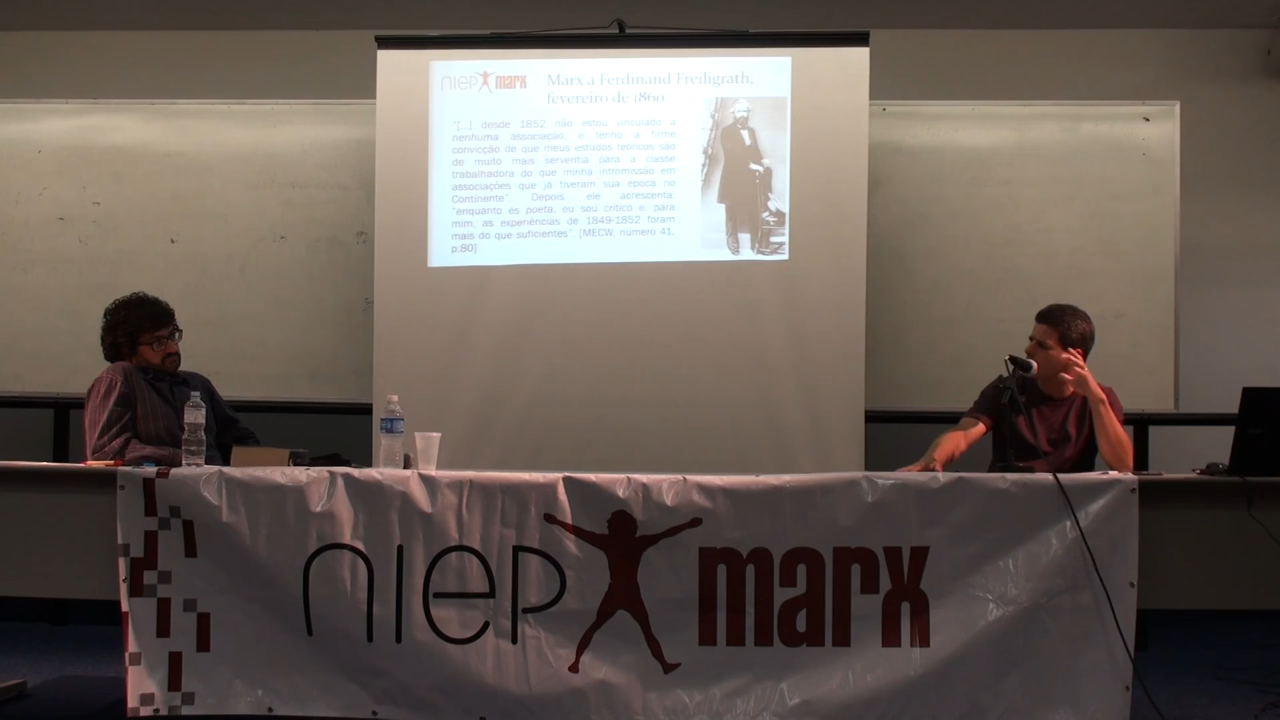 NIEP marx
Marx a Ferdinand Freiligrath,
fevereiro de 1860
"[...] desde 1852 não estou vinculado a
nenhuma associação, e tenho a firme
convicção de que meus estudos teóricos são
de muito mais serventia para a classe
trabalhadora do que minha intromissão em
associações que já tiveram sua época no
Continente" Depois, ele acrescenta:
"enquanto és poeta, eu sou crítico e, para
mim, as experiências de 1849-1852 foram
mais do que suficientes". [MECW, número 41,
p.80]
NIEP marx